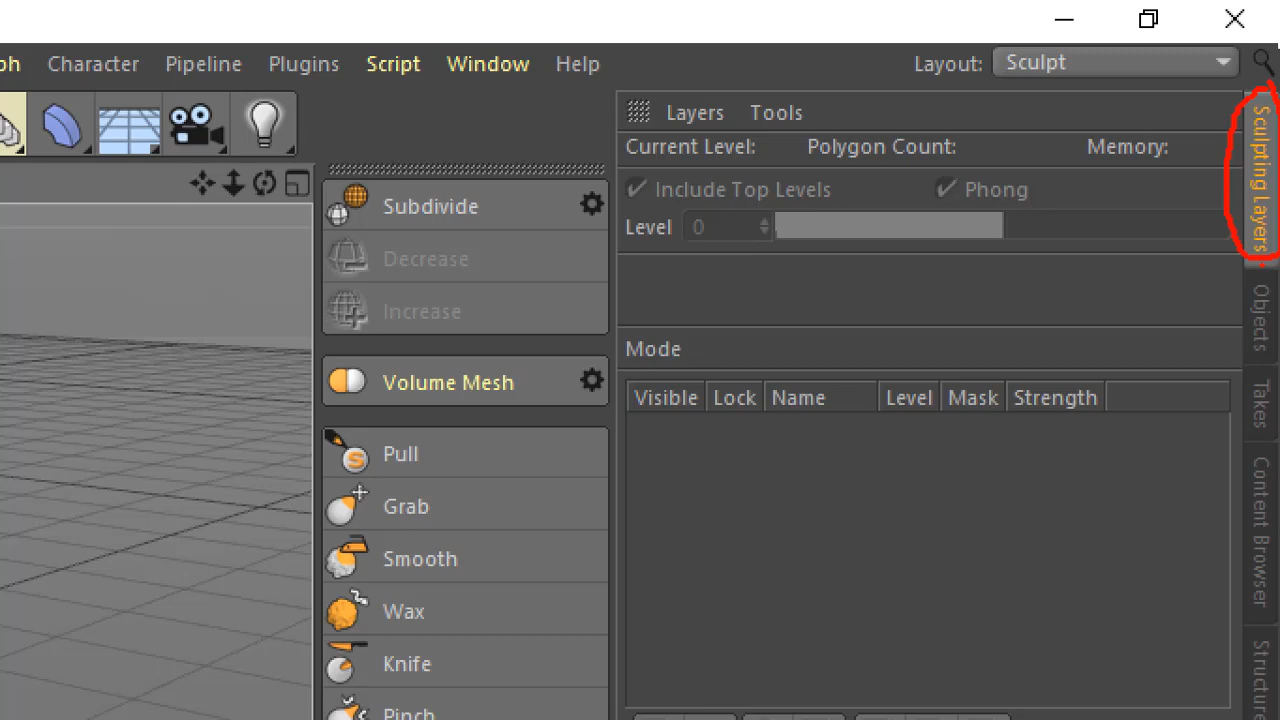 ph Character Pipeline Plugins Script Window Help Layout: Sculpt
Layers Tools
Current Level: Polygon Count: Memory:
Include Top Levels Phong
Level 0
Mode
Visible Lock Name Level Mask Strength
Subdivide
Decrease
Increase
Volume Mesh
Pull
Grab
Smooth
Wax
Knife
Pinch
Sculpting Layers
Objects
Takes
Content Browser
Structure